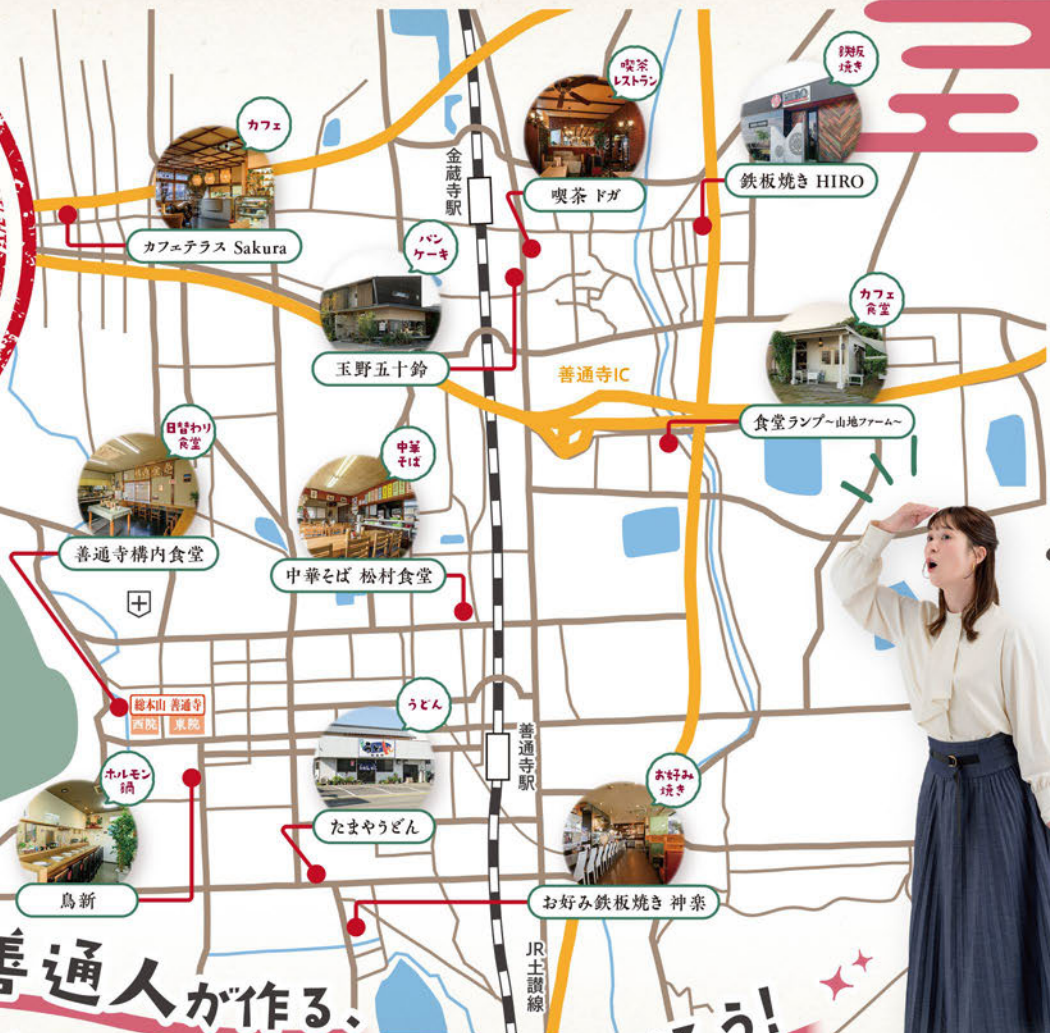 カフェ
カフェテラス Sakura
金蔵寺駅
喫茶
レストラン
喫茶 ドガ
鉄板
焼き
鉄板焼き HIRO
パン
ケーキ
玉野五十鈴
善通寺IC
カフェ
食堂
食堂ランプ〜山地ファーム〜
日替わり
食堂
善通寺構内食堂
中華
そば
中華そば 松村食堂
総本山 善通寺
西院 東院
うどん
たまやうどん
善通寺駅
ホルモン
鍋
鳥新
お好み
焼き
お好み鉄板焼き 神楽
JR土讃線
善通人が作る、
う!